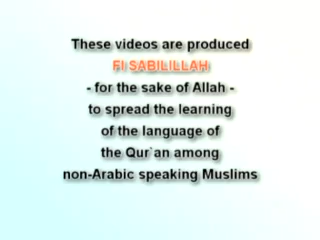 These videos are produced
FI SABILILLAH
- for the sake of Allah -
to spread the learning
of the language of
the Qur`an among
non-Arabic speaking Muslims